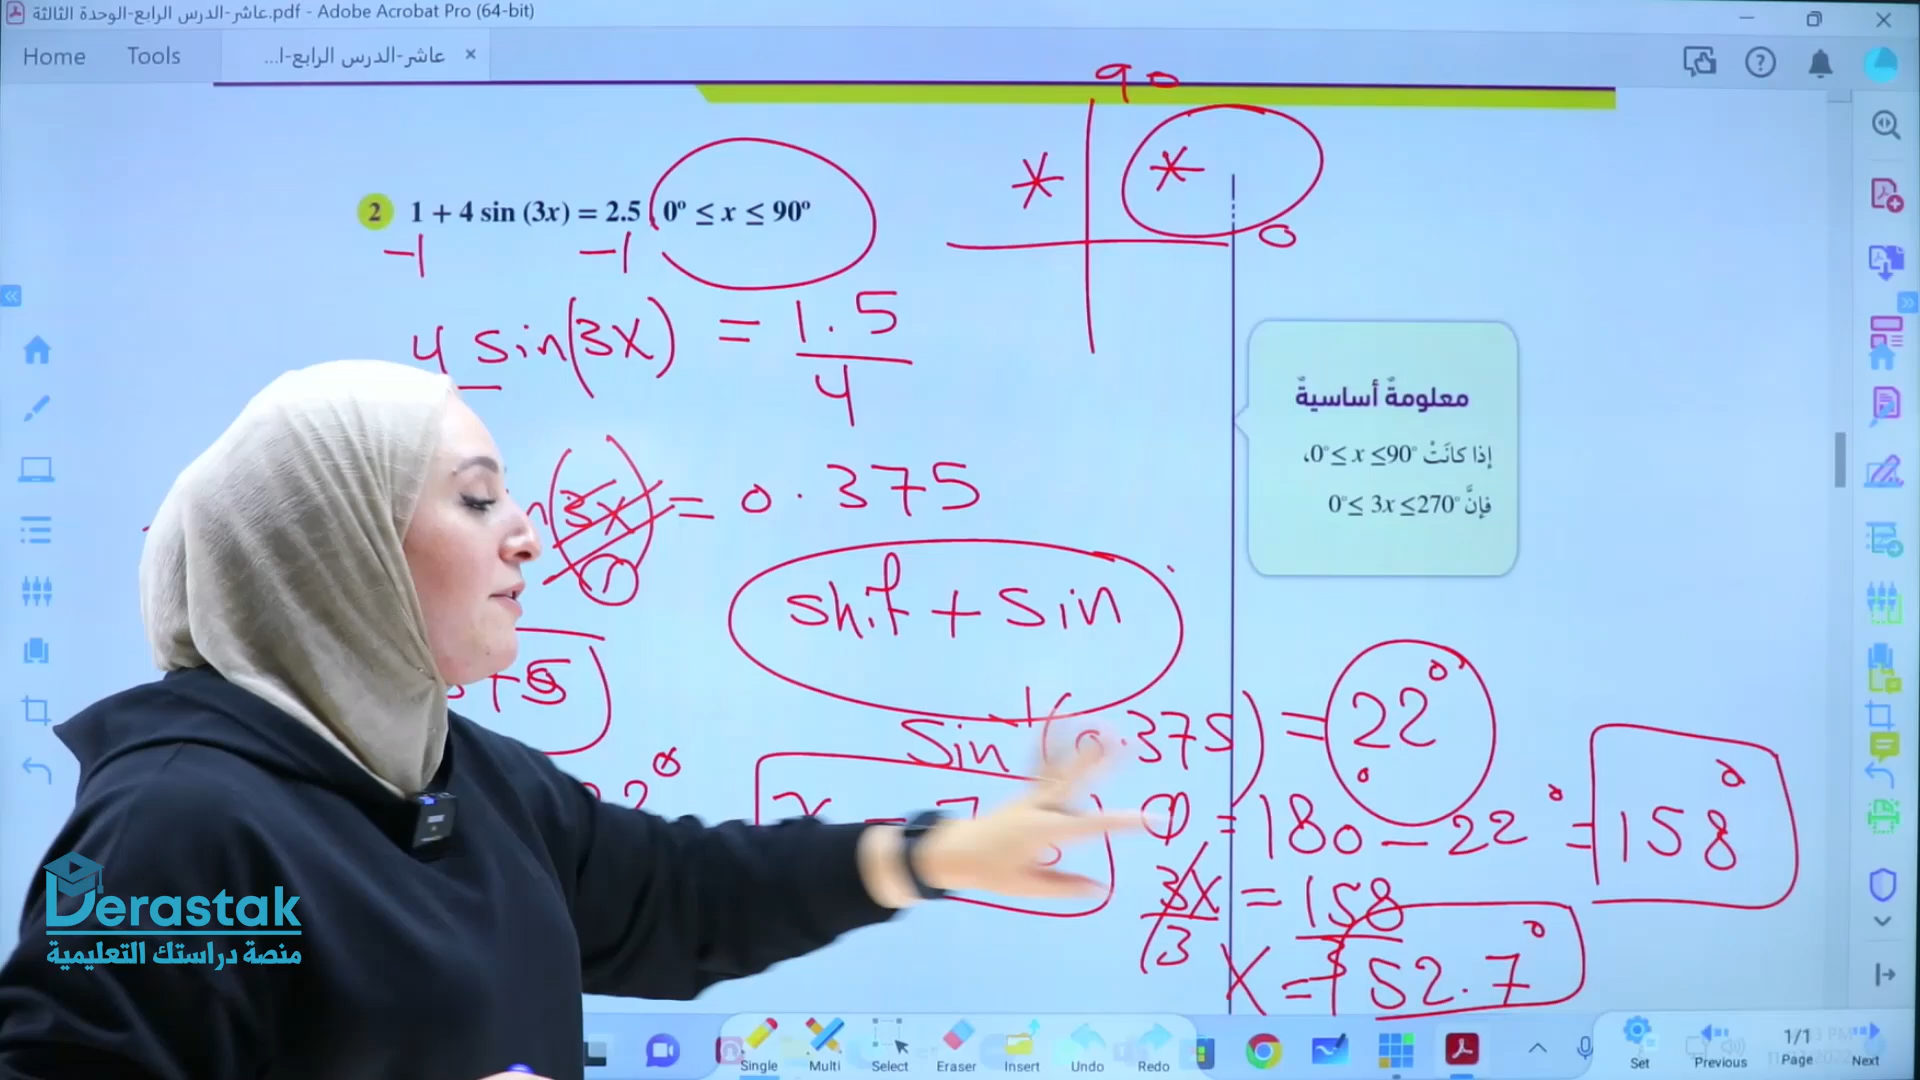 عاشر-الدرس الرابع-الوحدة الثالثة.pdf - Adobe Acrobat Pro (64-bit)
Home Tools عاشر-الدرس الرابع-ا... ×
90
2 1 + 4 sin (3x) = 2.5, 0° ≤ x ≤ 90°
-1 -1
0
4 sin(3x) = 1.5
4
معلومةٌ أساسيةٌ
إذا كانَتْ 0°≤ x ≤90°،
فإنَّ 0°≤ 3x ≤270°
(3x) = 0.375
shif + sin
Sin⁻¹(0.375) = 22°
= 180° - 22° = 158°
3x = 158
3 3
x = 52.7°
Derastak
منصة دراستك التعليمية
Single Multi Select Eraser Insert Undo Redo
Set Previous 1/1 Page Next